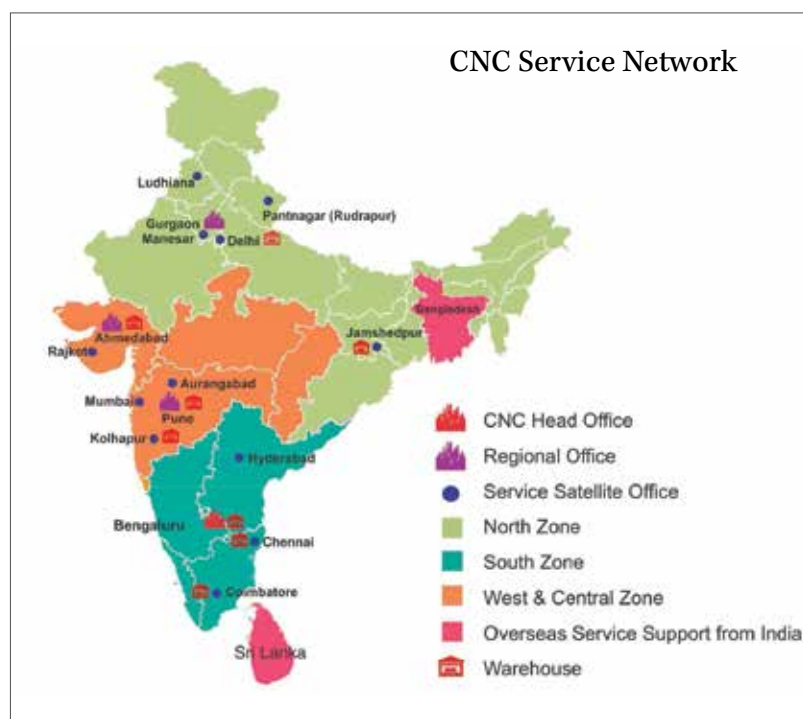 CNC Service Network
Ludhiana
Pantnagar (Rudrapur)
Gurgaon
Manesar
Delhi
Bangladesh
Jamshedpur
Ahmedabad
Rajkot
Aurangabad
Mumbai
Pune
Kolhapur
Hyderabad
Bengaluru
Chennai
Coimbatore
Sri Lanka
CNC Head Office
Regional Office
Service Satellite Office
North Zone
South Zone
West & Central Zone
Overseas Service Support from India
Warehouse